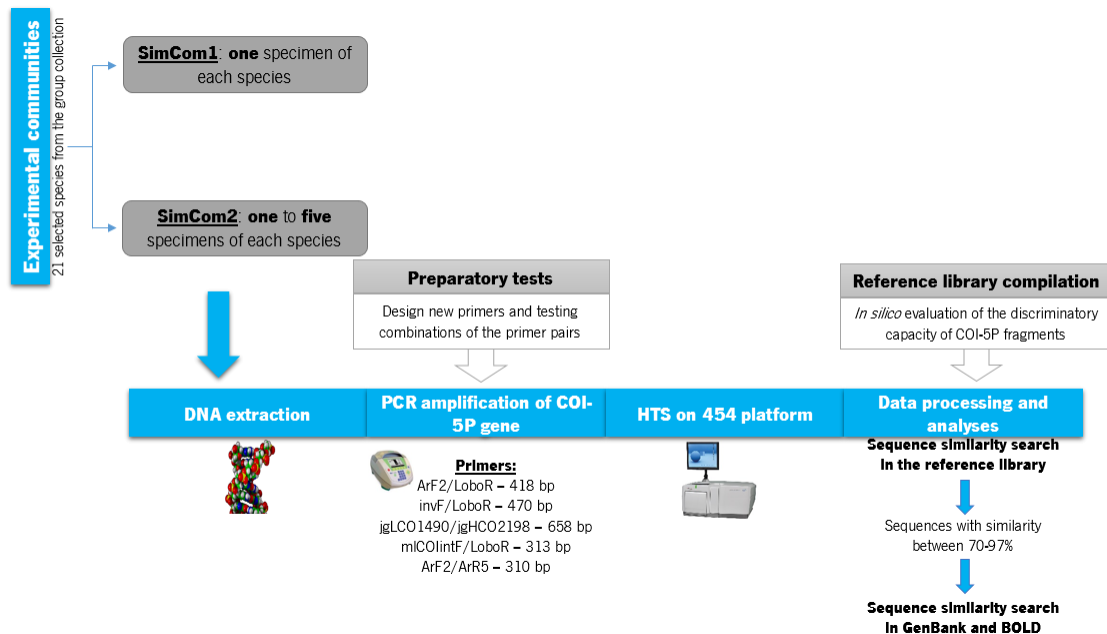 Experimental communities
21 selected species from the group collection
SimCom1: one specimen of
each species
SimCom2: one to five
specimens of each species
Preparatory tests
Design new primers and testing
combinations of the primer pairs
Reference library compilation
In silico evaluation of the discriminatory
capacity of COI-5P fragments
DNA extraction
PCR amplification of COI-
5P gene
HTS on 454 platform
Data processing and
analyses
Primers:
ArF2/LoboR – 418 bp
invF/LoboR – 470 bp
jgLCO1490/jgHCO2198 – 658 bp
mlCOIintF/LoboR – 313 bp
ArF2/ArR5 – 310 bp
Sequence similarity search
in the reference library
Sequences with similarity
between 70-97%
Sequence similarity search
in GenBank and BOLD